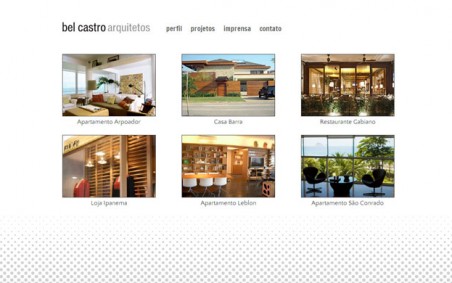 bel castro arquitetos
perfil projetos imprensa contato
Apartamento Arpoador Casa Barra Restaurante Gabiano
Loja Ipanema Apartamento Leblon Apartamento São Conrado